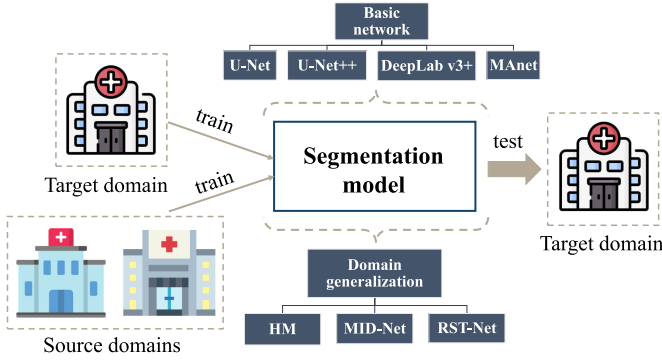 Basic
network
U-Net
U-Net++
DeepLab v3+
MAnet
train
Target domain
train
Segmentation
model
test
Target domain
Source domains
Domain
generalization
HM
MID-Net
RST-Net